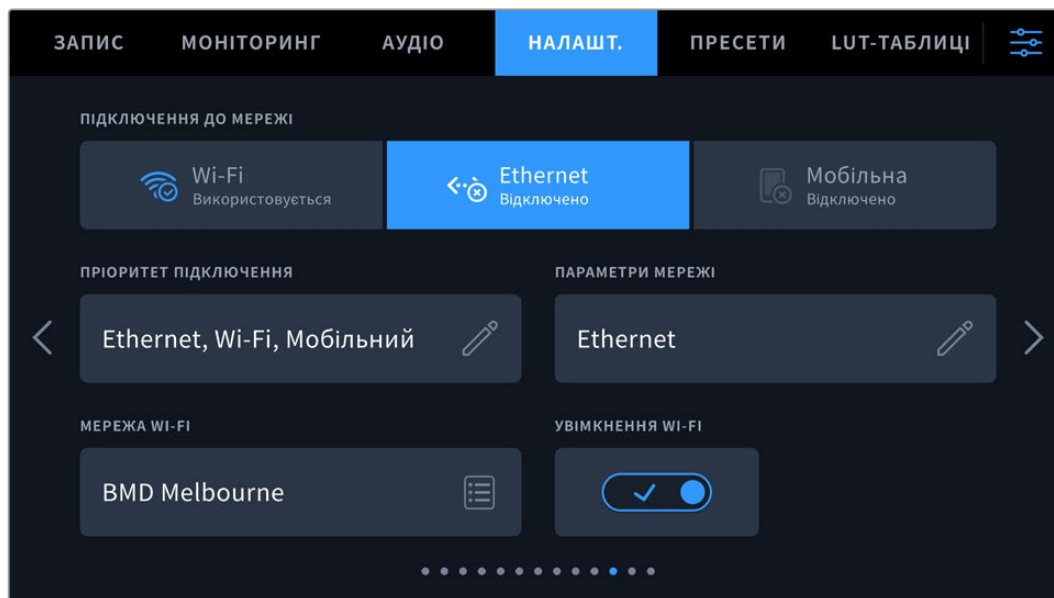 ЗАПИС МОНІТОРИНГ АУДІО НАЛАШТ. ПРЕСЕТИ LUT-ТАБЛИЦІ
ПІДКЛЮЧЕННЯ ДО МЕРЕЖІ
Wi-Fi Ethernet Мобільна
Використовується Відключено Відключено
ПРІОРИТЕТ ПІДКЛЮЧЕННЯ ПАРАМЕТРИ МЕРЕЖІ
Ethernet, Wi-Fi, Мобільний Ethernet
МЕРЕЖА WI-FI УВІМКНЕННЯ WI-FI
BMD Melbourne